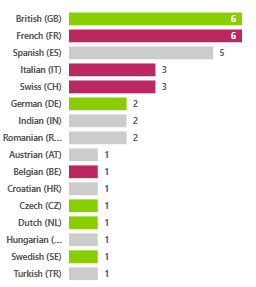 British (GB) 6
French (FR) 6
Spanish (ES) 5
Italian (IT) 3
Swiss (CH) 3
German (DE) 2
Indian (IN) 2
Romanian (R... 2
Austrian (AT) 1
Belgian (BE) 1
Croatian (HR) 1
Czech (CZ) 1
Dutch (NL) 1
Hungarian (... 1
Swedish (SE) 1
Turkish (TR) 1